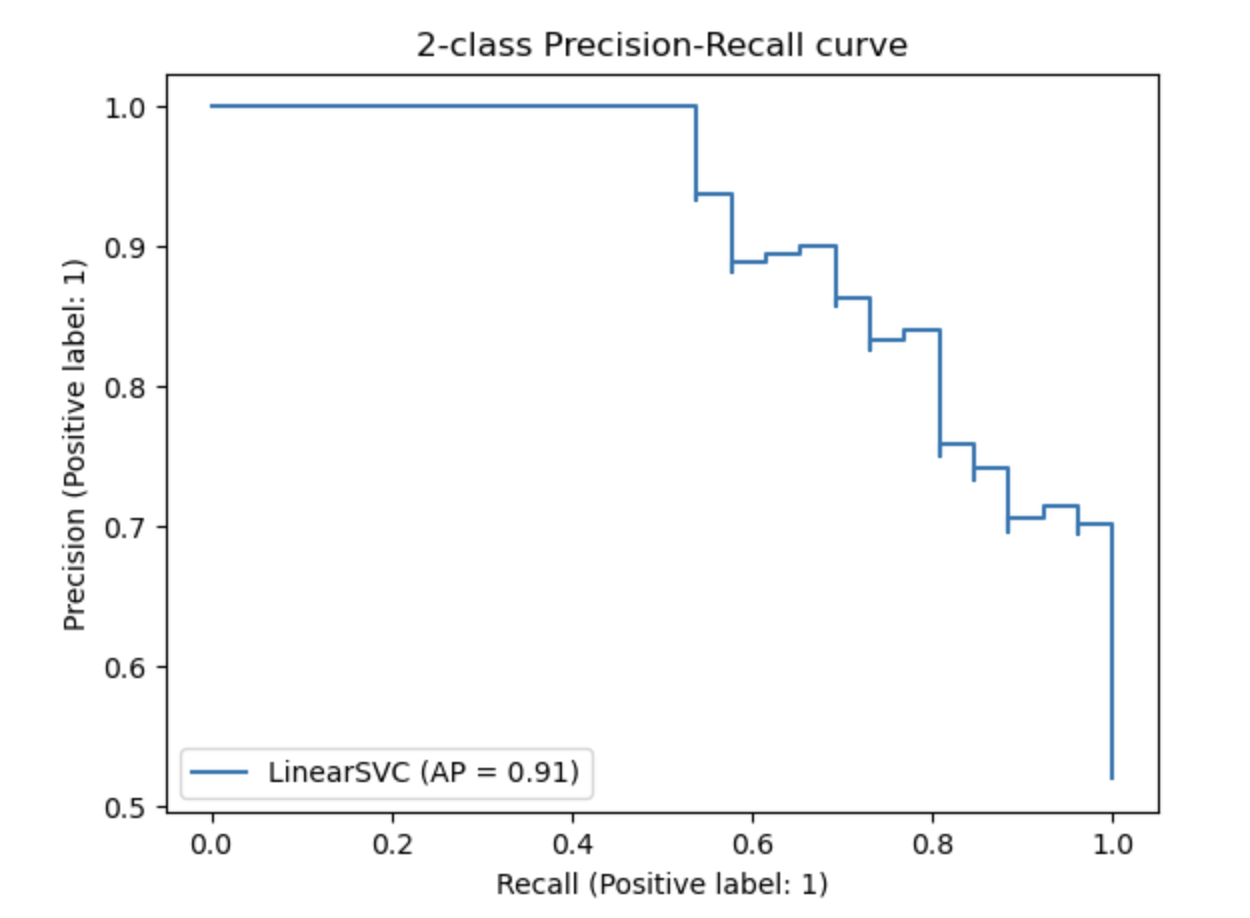 2-class Precision-Recall curve
1.0
0.9
0.8
0.7
0.6
0.5
Precision (Positive label: 1)
LinearSVC (AP = 0.91)
0.0 0.2 0.4 0.6 0.8 1.0
Recall (Positive label: 1)